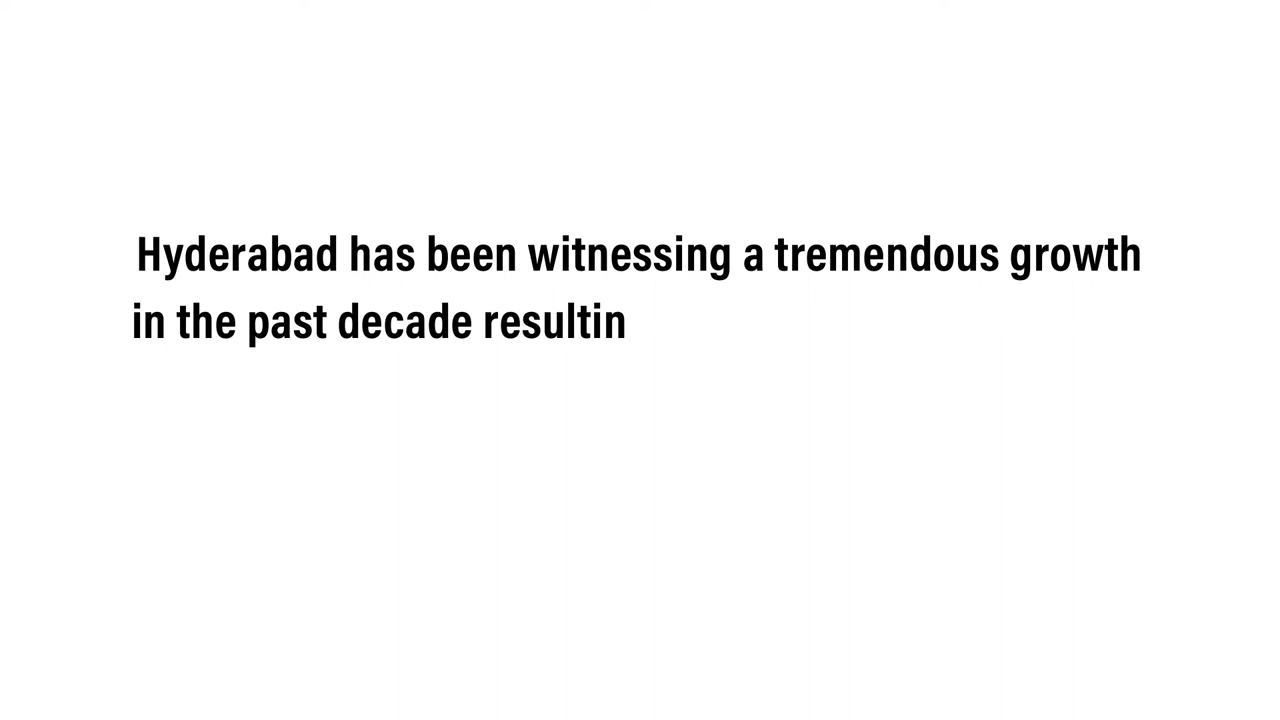 Hyderabad has been witnessing a tremendous growth
in the past decade resultin